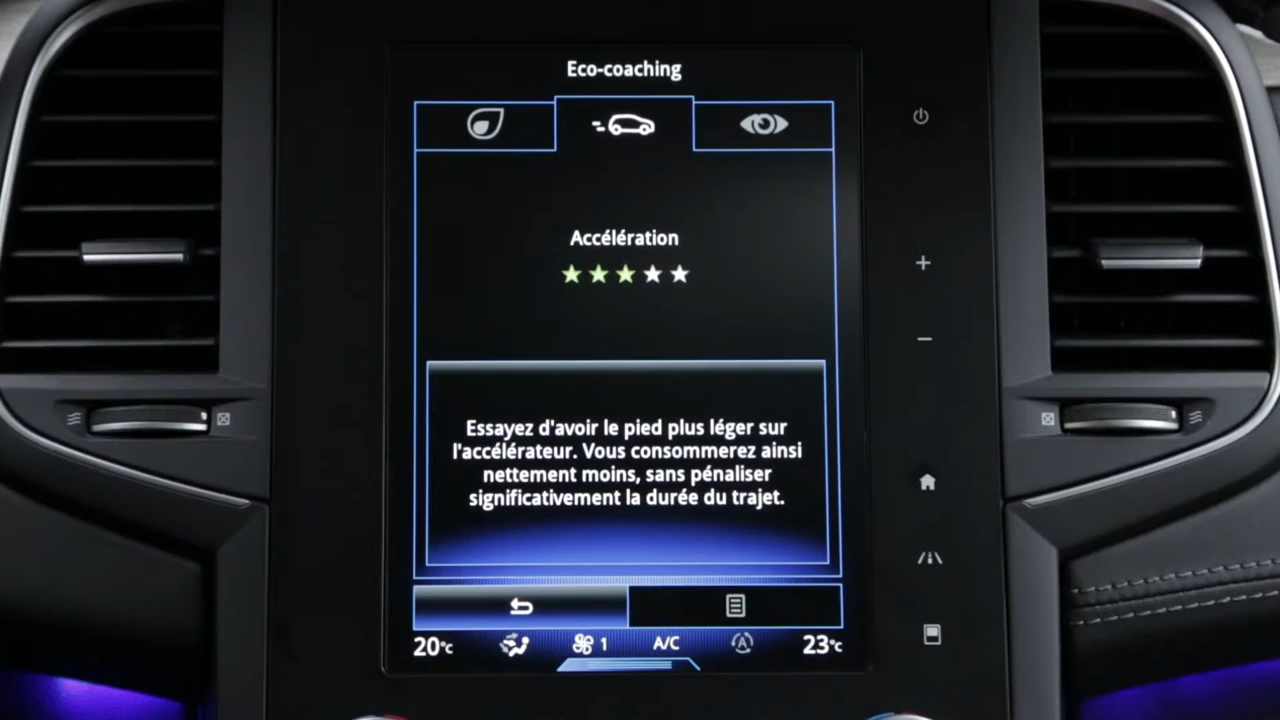 Eco-coaching
Accélération
Essayez d'avoir le pied plus léger sur
l'accélérateur. Vous consommerez ainsi
nettement moins, sans pénaliser
significativement la durée du trajet.
20°C 1 A/C A 23°C